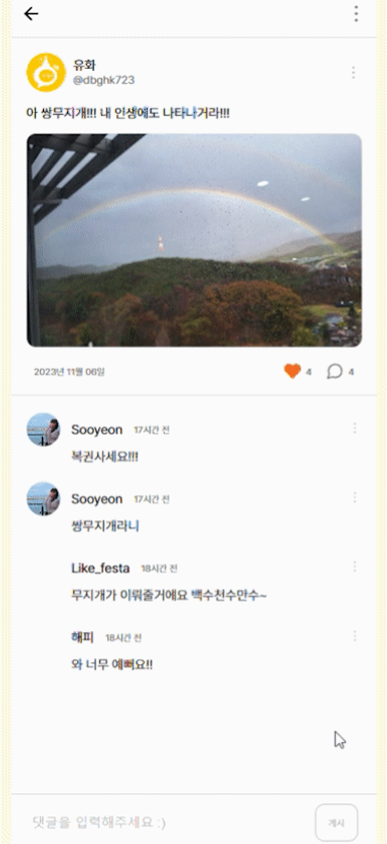 유화
@dbghk723
아 쌍무지개!!! 내 인생에도 나타나거라!!!
2023년 11월 06일
4
4
Sooyeon 17시간 전
복권사세요!!!
Sooyeon 17시간 전
쌍무지개라니
Like_festa 18시간 전
무지개가 이뤄줄거에요 백수천수만수~
해피 18시간 전
와 너무 예뻐요!!
댓글을 입력해주세요 :)
게시